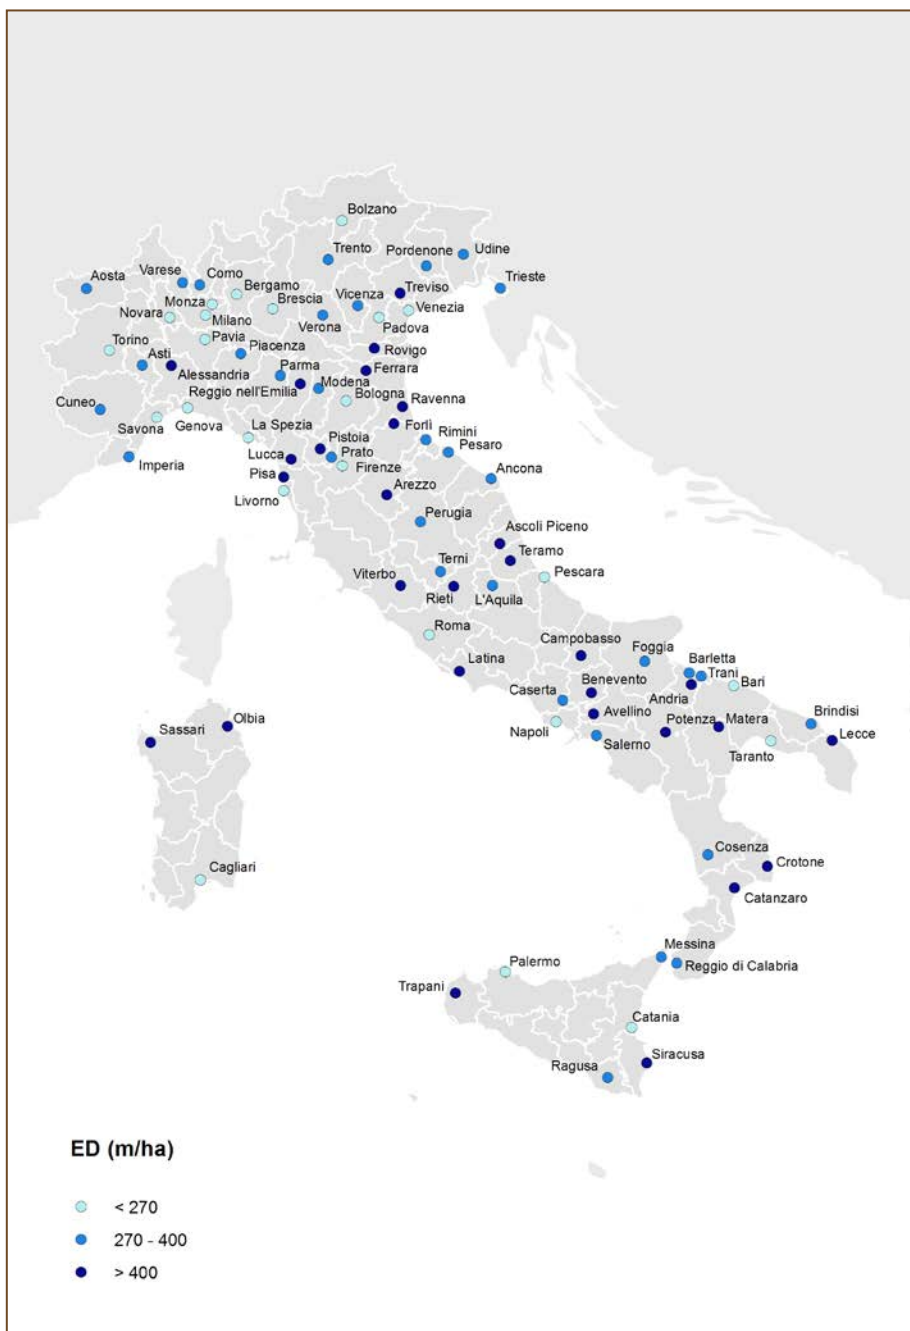 Bolzano
Trento
Pordenone
Udine
Aosta
Varese
Como
Bergamo
Treviso
Trieste
Monza
Brescia
Vicenza
Venezia
Novara
Milano
Verona
Padova
Torino
Pavia
Piacenza
Rovigo
Asti
Parma
Ferrara
Alessandria
Modena
Reggio nell'Emilia
Bologna
Ravenna
Cuneo
Savona
Genova
La Spezia
Pistoia
Forlì
Rimini
Imperia
Lucca
Prato
Pesaro
Pisa
Firenze
Ancona
Livorno
Arezzo
Perugia
Ascoli Piceno
Terni
Teramo
Viterbo
Pescara
Rieti
L'Aquila
Roma
Campobasso
Foggia
Latina
Barletta
Trani
Benevento
Andria
Bari
Caserta
Avellino
Potenza
Matera
Brindisi
Olbia
Sassari
Napoli
Salerno
Taranto
Lecce
Cosenza
Cagliari
Crotone
Catanzaro
Messina
Palermo
Reggio di Calabria
Trapani
Catania
Siracusa
Ragusa
ED (m/ha)
< 270
270 - 400
> 400